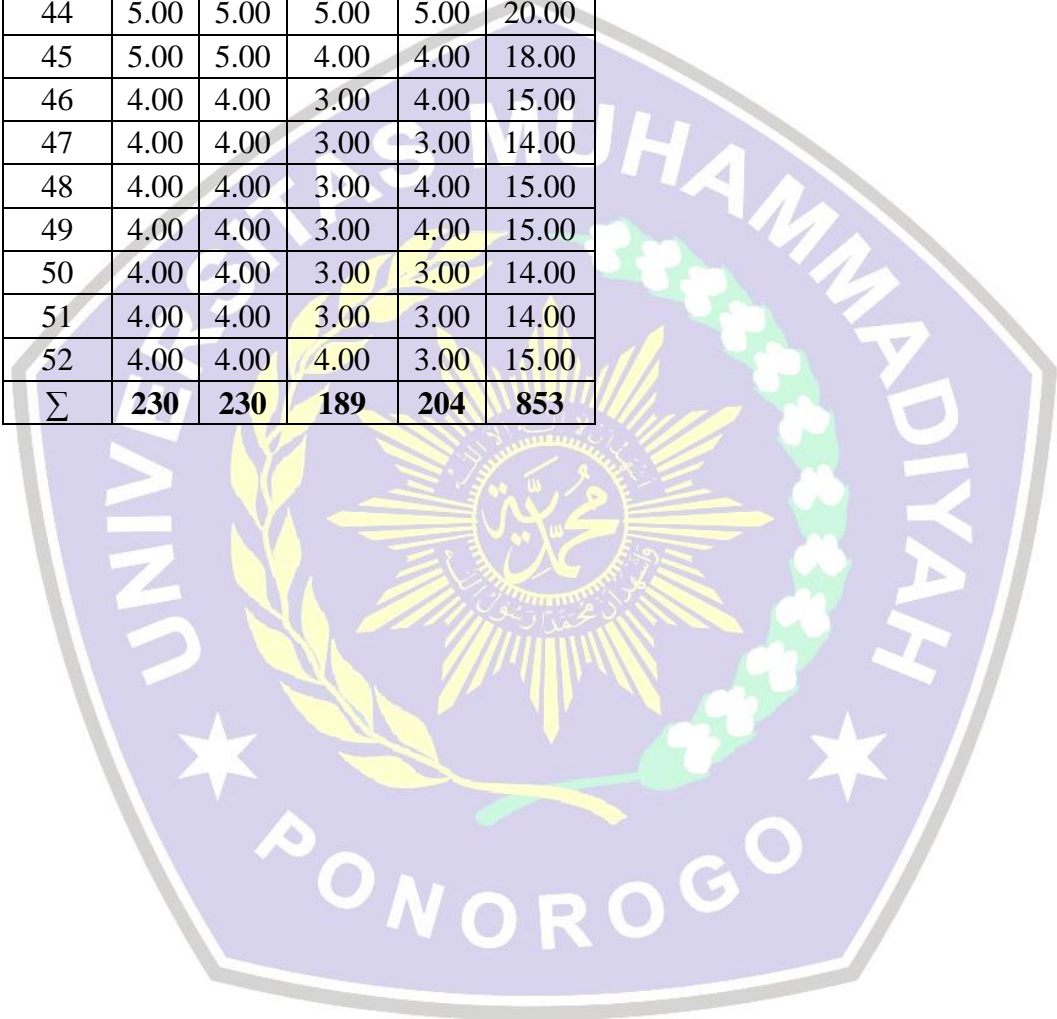 44 5.00 5.00 5.00 5.00 20.00
45 5.00 5.00 4.00 4.00 18.00
46 4.00 4.00 3.00 4.00 15.00
47 4.00 4.00 3.00 3.00 14.00
48 4.00 4.00 3.00 4.00 15.00
49 4.00 4.00 3.00 4.00 15.00
50 4.00 4.00 3.00 3.00 14.00
51 4.00 4.00 3.00 3.00 14.00
52 4.00 4.00 4.00 3.00 15.00
∑ 230 230 189 204 853
UNIVERSITAS MUHAMMADIYAH
محمدية
PONOROGO